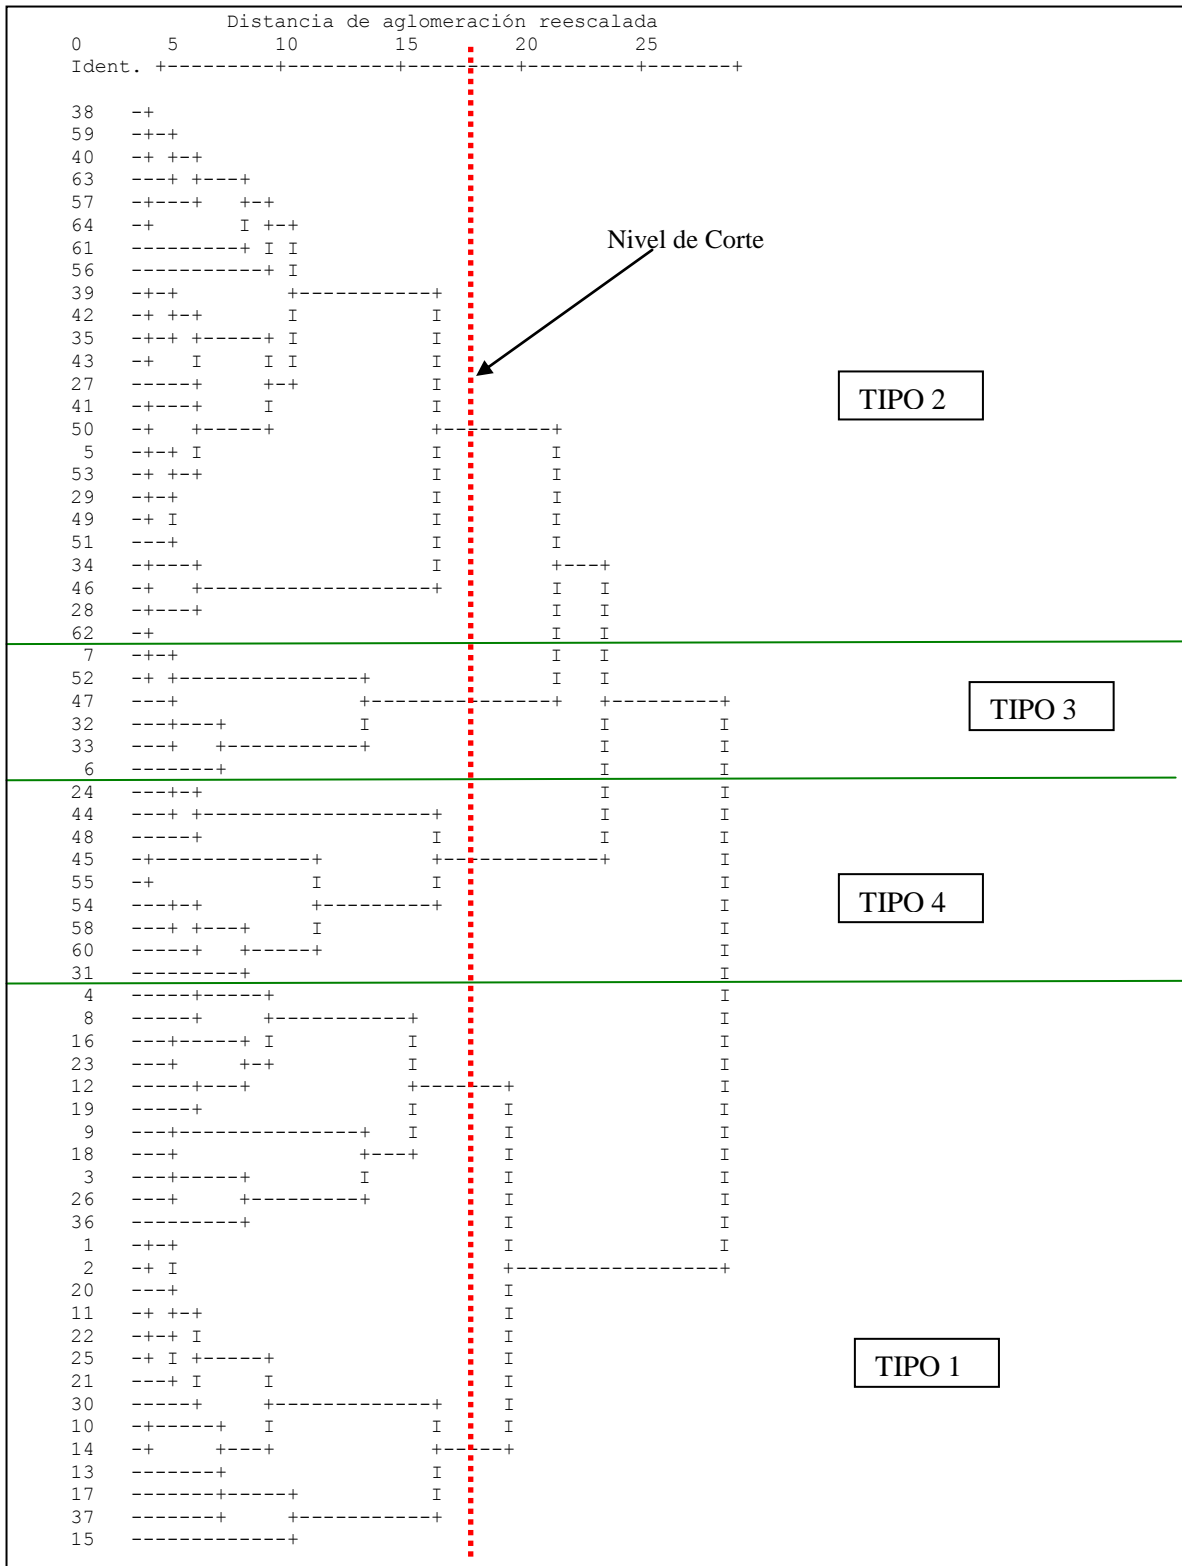 Distancia de aglomeración reescalada
0       5        10        15        20        25
Ident. +---------+---------+---------+---------+-------+
38   -+
59   -+-+
40   -+ +-+
63   ---+ +---+
57   -+---+   +-+
64   -+       I +-+
61   ---------+ I I
Nivel de Corte
56   -----------+ I
39   -+-+         +-----------+
42   -+ +-+       I           I
35   -+-+ +-----+ I           I
43   -+   I     I I           I
27   -----+     +-+           I
TIPO 2
41   -+---+     I             I
50   -+   +-----+             +---------+
5   -+-+ I                   I         I
53   -+ +-+                   I         I
29   -+-+                     I         I
49   -+ I                     I         I
51   ---+                     I         I
34   -+---+                   I         +---+
46   -+   +-------------------+         I   I
28   -+---+                             I   I
62   -+                                 I   I
7   -+-+                               I   I
52   -+ +---------------+               I   I
47   ---+               +---------------+   +---------+
TIPO 3
32   ---+---+           I                   I         I
33   ---+   +-----------+                   I         I
6   -------+                               I         I
24   ---+-+                                 I         I
44   ---+ +-------------------+             I         I
48   -----+                   I             I         I
45   -+-------------+         +-------------+         I
55   -+             I         I                       I
TIPO 4
54   ---+-+         +---------+                       I
58   ---+ +---+     I                                 I
60   -----+   +-----+                                 I
31   ---------+                                       I
4   -----+-----+                                     I
8   -----+     +-----------+                         I
16   ---+-----+ I           I                         I
23   ---+     +-+           I                         I
12   -----+---+             +-------+                 I
19   -----+                 I       I                 I
9   ---+---------------+   I       I                 I
18   ---+               +---+       I                 I
3   ---+-----+         I           I                 I
26   ---+     +---------+           I                 I
36   ---------+                     I                 I
1   -+-+                           I                 I
2   -+ I                           +-----------------+
20   ---+                           I
11   -+ +-+                         I
22   -+-+ I                         I
25   -+ I +-----+                   I
TIPO 1
21   ---+ I     I                   I
30   -----+     +-------------+     I
10   -+-----+   I             I     I
14   -+     +---+             +-----+
13   -------+                 I
17   -------+-----+           I
37   -------+     +-----------+
15   -------------+